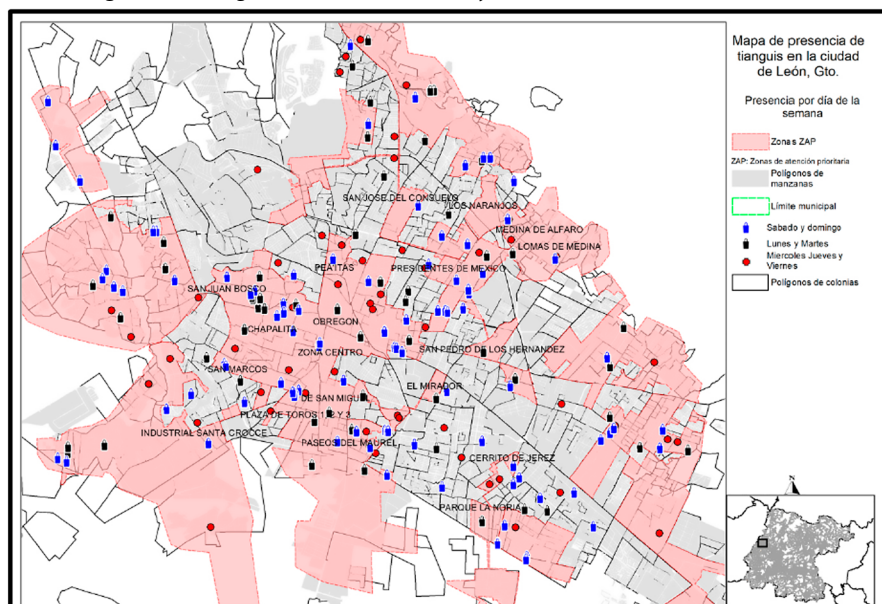 Mapa de presencia de
tianguis en la ciudad
de León, Gto.
Presencia por día de la
semana
Zonas ZAP
ZAP: Zonas de atención prioritaria
Polígonos de
manzanas
Límite municipal
Sabado y domingo
Lunes y Martes
Miercoles Jueves y
Viernes
Polígonos de colonias
SAN JOSE DEL CONSUELO
LOS NARANJOS
MEDINA DE ALFARO
LOMAS DE MEDINA
PRESIDENTES DE MEXICO
SAN JUAN BOSCO
CHAPALITA
OBREGON
ZONA CENTRO
SAN PEDRO DE LOS HERNANDEZ
SAN MARCOS
EL MIRADOR
DE SAN MIGUEL
PLAZA DE TOROS 1, 2 Y 3
INDUSTRIAL SANTA CROCCE
PASEOS DEL MAUREL
CERRITO DE JEREZ
PARQUE LA NORIA
N